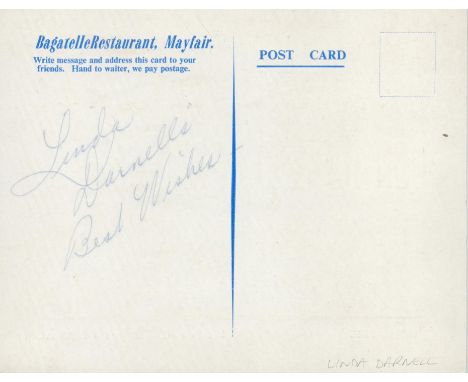 BagatelleRestaurant, Mayfair.
Write message and address this card to your
friends. Hand to waiter, we pay postage.
POST CARD
Linda
Darnell's
Best Wishes -
LINDA DARNELL